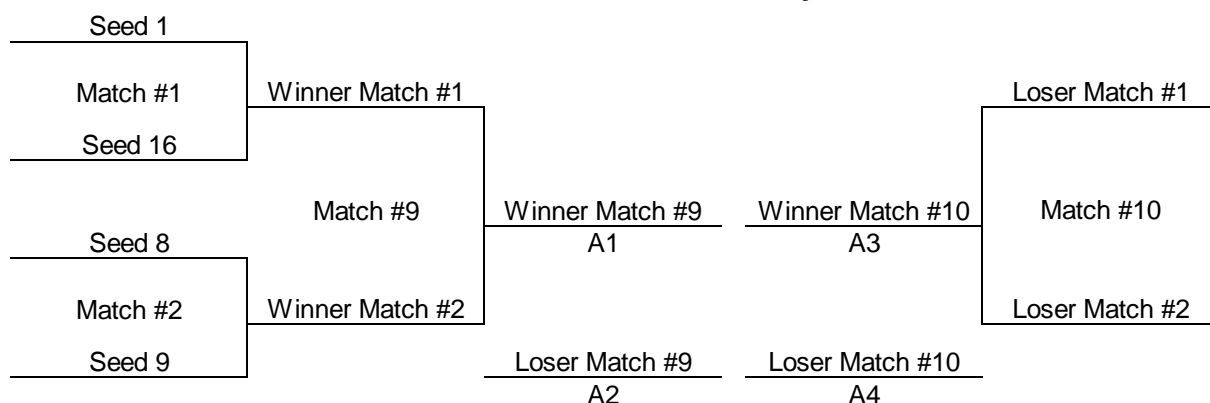 Seed 1
Match #1 Winner Match #1 Loser Match #1
Seed 16
Match #9 Winner Match #9 Winner Match #10 Match #10
Seed 8 A1 A3
Match #2 Winner Match #2 Loser Match #2
Seed 9 Loser Match #9 Loser Match #10
A2 A4